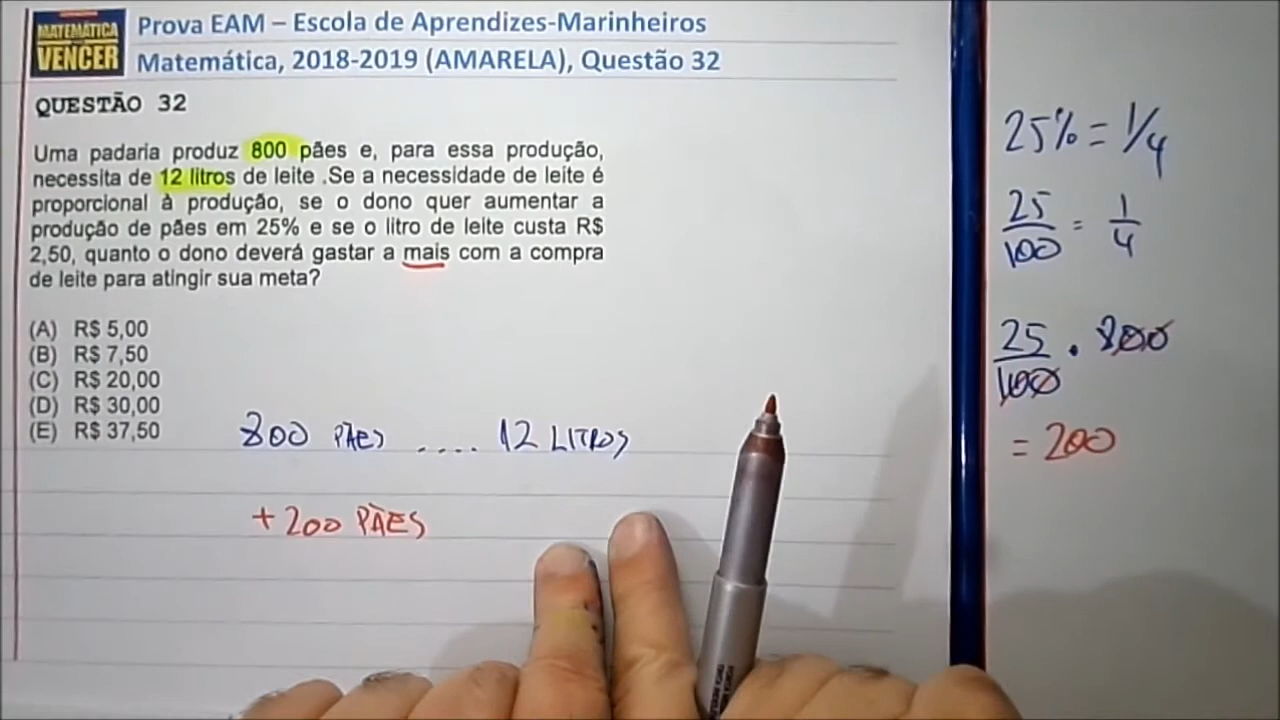 MATEMÁTICA
VENCER
Prova EAM – Escola de Aprendizes-Marinheiros
Matemática, 2018-2019 (AMARELA), Questão 32
QUESTÃO 32
Uma padaria produz 800 pães e, para essa produção,
necessita de 12 litros de leite .Se a necessidade de leite é
proporcional à produção, se o dono quer aumentar a
produção de pães em 25% e se o litro de leite custa R$
2,50, quanto o dono deverá gastar a mais com a compra
de leite para atingir sua meta?
(A) R$ 5,00
(B) R$ 7,50
(C) R$ 20,00
(D) R$ 30,00
(E) R$ 37,50
800 PÃES .... 12 LITROS
+ 200 PÃES
25% = 1/4
25/100 = 1/4
25/100 . 800
= 200